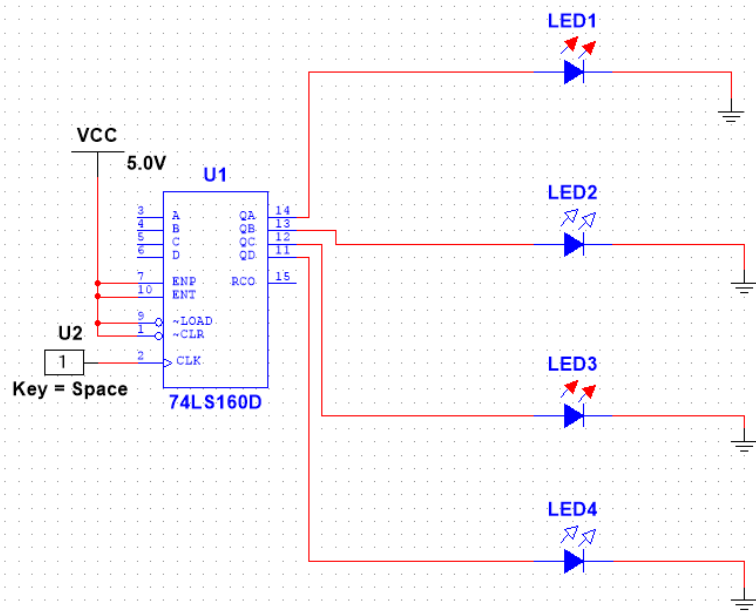 LED1
VCC
5.0V
U1
3 A QA 14
4 B QB 13
5 C QC 12
6 D QD 11
7 ENP RCO 15
10 ENT
9 ~LOAD
1 ~CLR
2 CLK
74LS160D
U2
1
Key = Space
LED2
LED3
LED4